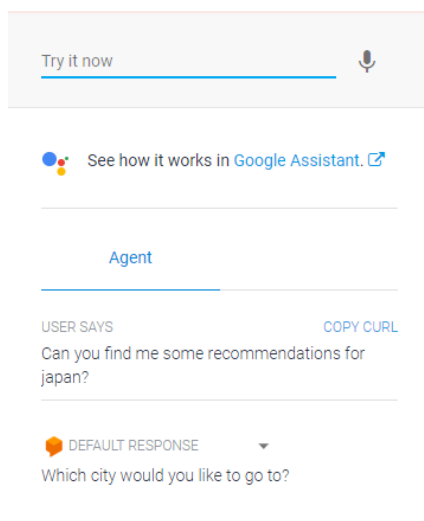 Try it now
See how it works in Google Assistant.
Agent
USER SAYS COPY CURL
Can you find me some recommendations for
japan?
DEFAULT RESPONSE
Which city would you like to go to?